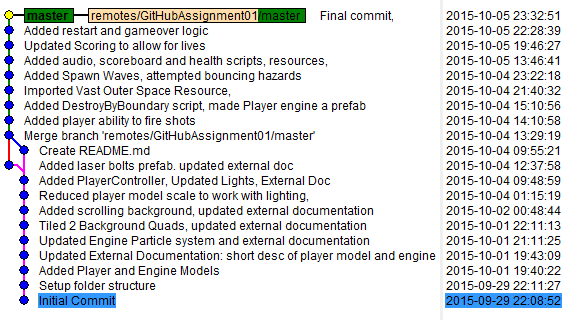 master remotes/GitHubAssignment01/master Final commit, 2015-10-05 23:32:51
Added restart and gameover logic 2015-10-05 22:28:39
Updated Scoring to allow for lives 2015-10-05 19:46:27
Added audio, scoreboard and health scripts, resources, 2015-10-05 13:46:41
Added Spawn Waves, attempted bouncing hazards 2015-10-04 23:22:18
Imported Vast Outer Space Resource, 2015-10-04 21:40:32
Added DestroyByBoundary script, made Player engine a prefab 2015-10-04 15:10:56
Added player ability to fire shots 2015-10-04 14:10:58
Merge branch 'remotes/GitHubAssignment01/master' 2015-10-04 13:29:19
Create README.md 2015-10-04 09:55:21
Added laser bolts prefab. updated external doc 2015-10-04 12:37:58
Added PlayerController, Updated Lights, External Doc 2015-10-04 09:48:59
Reduced player model scale to work with lighting, 2015-10-04 01:15:19
Added scrolling background, updated external documentation 2015-10-02 00:48:44
Tiled 2 Background Quads, updated external documentation 2015-10-01 22:11:13
Updated Engine Particle system and external documentation 2015-10-01 21:11:25
Updated External Documentation: short desc of player model and engine 2015-10-01 19:43:09
Added Player and Engine Models 2015-10-01 19:40:22
Setup folder structure 2015-09-29 22:11:27
Initial Commit 2015-09-29 22:08:52